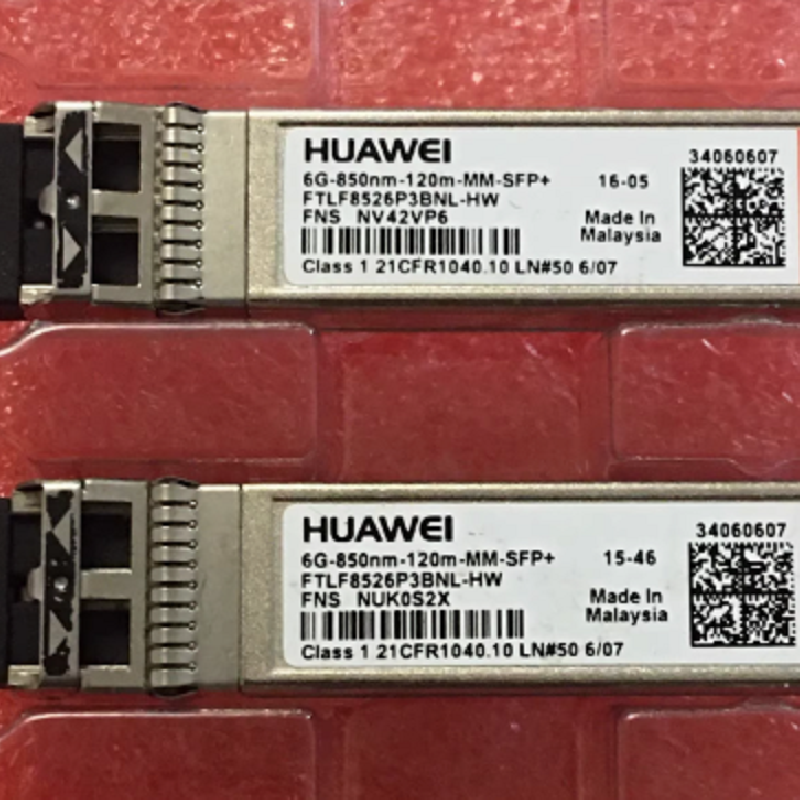 HUAWEI
34060607
6G-850nm-120m-MM-SFP+ 16-05
FTLF8526P3BNL-HW
FNS NV42VP6 Made In
Malaysia
Class 1 21CFR1040.10 LN#50 6/07
HUAWEI
34060607
6G-850nm-120m-MM-SFP+ 15-46
FTLF8526P3BNL-HW
FNS NUK0S2X Made In
Malaysia
Class 1 21CFR1040.10 LN#50 6/07